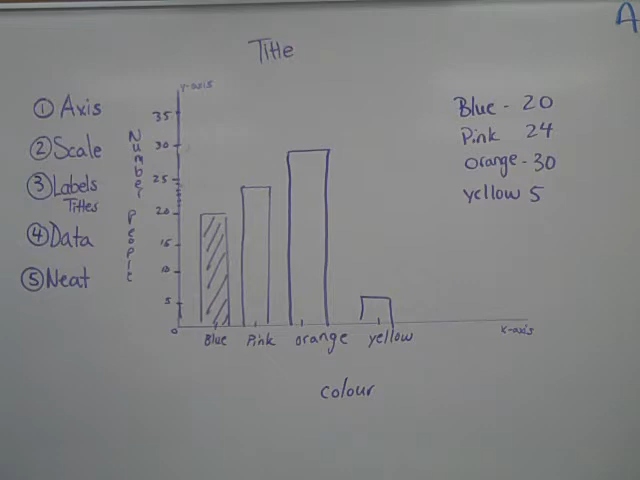 A
Title
① Axis
② Scale
③ Labels
Titles
④ Data
⑤ Neat
Y-axis
Number People
35
30
25
20
15
10
5
0
Blue Pink orange yellow
x-axis
colour
Blue - 20
Pink 24
orange - 30
yellow 5